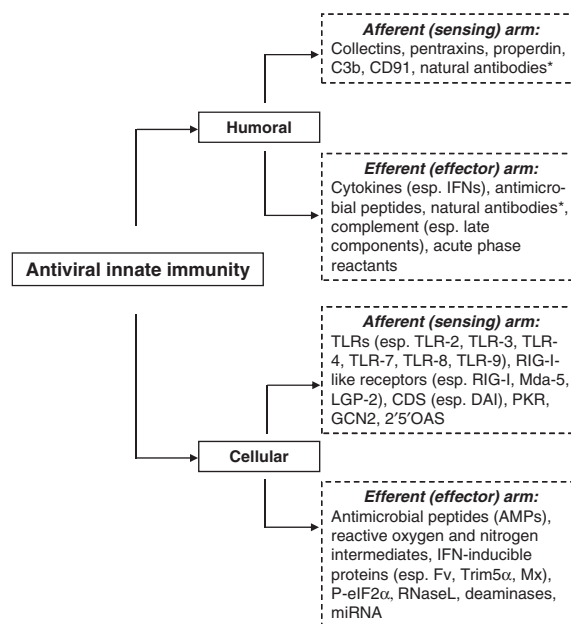 Afferent (sensing) arm:
Collectins, pentraxins, properdin,
C3b, CD91, natural antibodies*
Humoral
Efferent (effector) arm:
Cytokines (esp. IFNs), antimicro-
bial peptides, natural antibodies*,
complement (esp. late
components), acute phase
reactants
Antiviral innate immunity
Afferent (sensing) arm:
TLRs (esp. TLR-2, TLR-3, TLR-
4, TLR-7, TLR-8, TLR-9), RIG-I-
like receptors (esp. RIG-I, Mda-5,
LGP-2), CDS (esp. DAI), PKR,
GCN2, 2′5′OAS
Cellular
Efferent (effector) arm:
Antimicrobial peptides (AMPs),
reactive oxygen and nitrogen
intermediates, IFN-inducible
proteins (esp. Fv, Trim5α, Mx),
P-eIF2α, RNaseL, deaminases,
miRNA